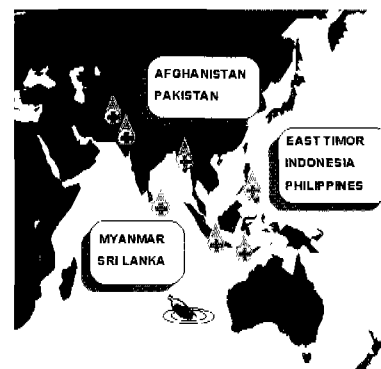 AFGHANISTAN
PAKISTAN
EAST TIMOR
INDONESIA
PHILIPPINES
MYANMAR
SRI LANKA